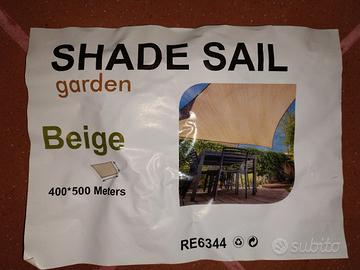 SHADE SAIL
garden
Beige
400*500 Meters
RE6344
subito